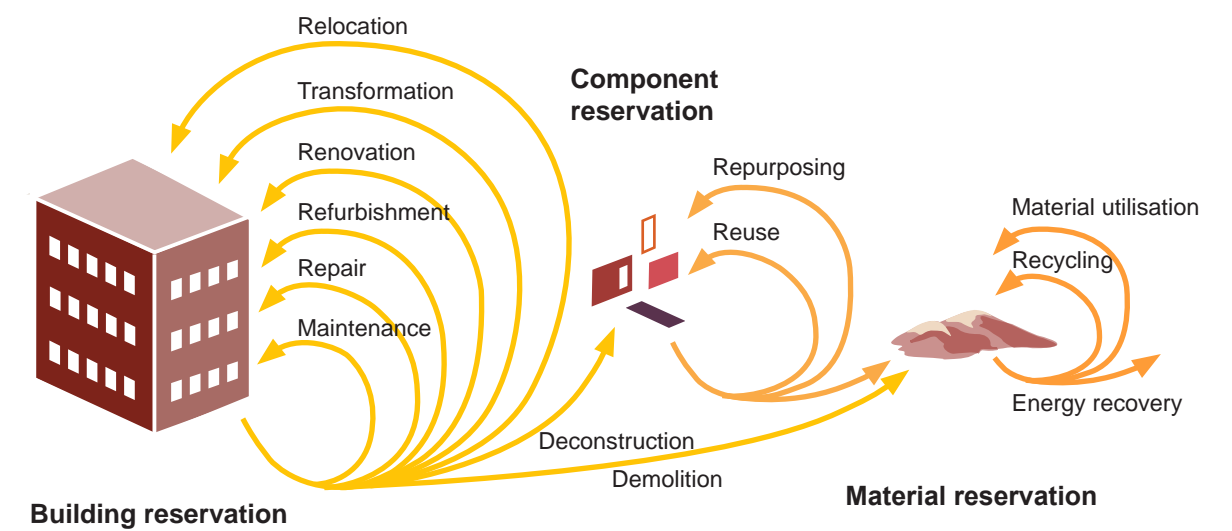 Relocation
Component
reservation
Transformation
Renovation
Repurposing
Refurbishment
Material utilisation
Reuse
Repair
Recycling
Maintenance
Energy recovery
Deconstruction
Demolition
Material reservation
Building reservation